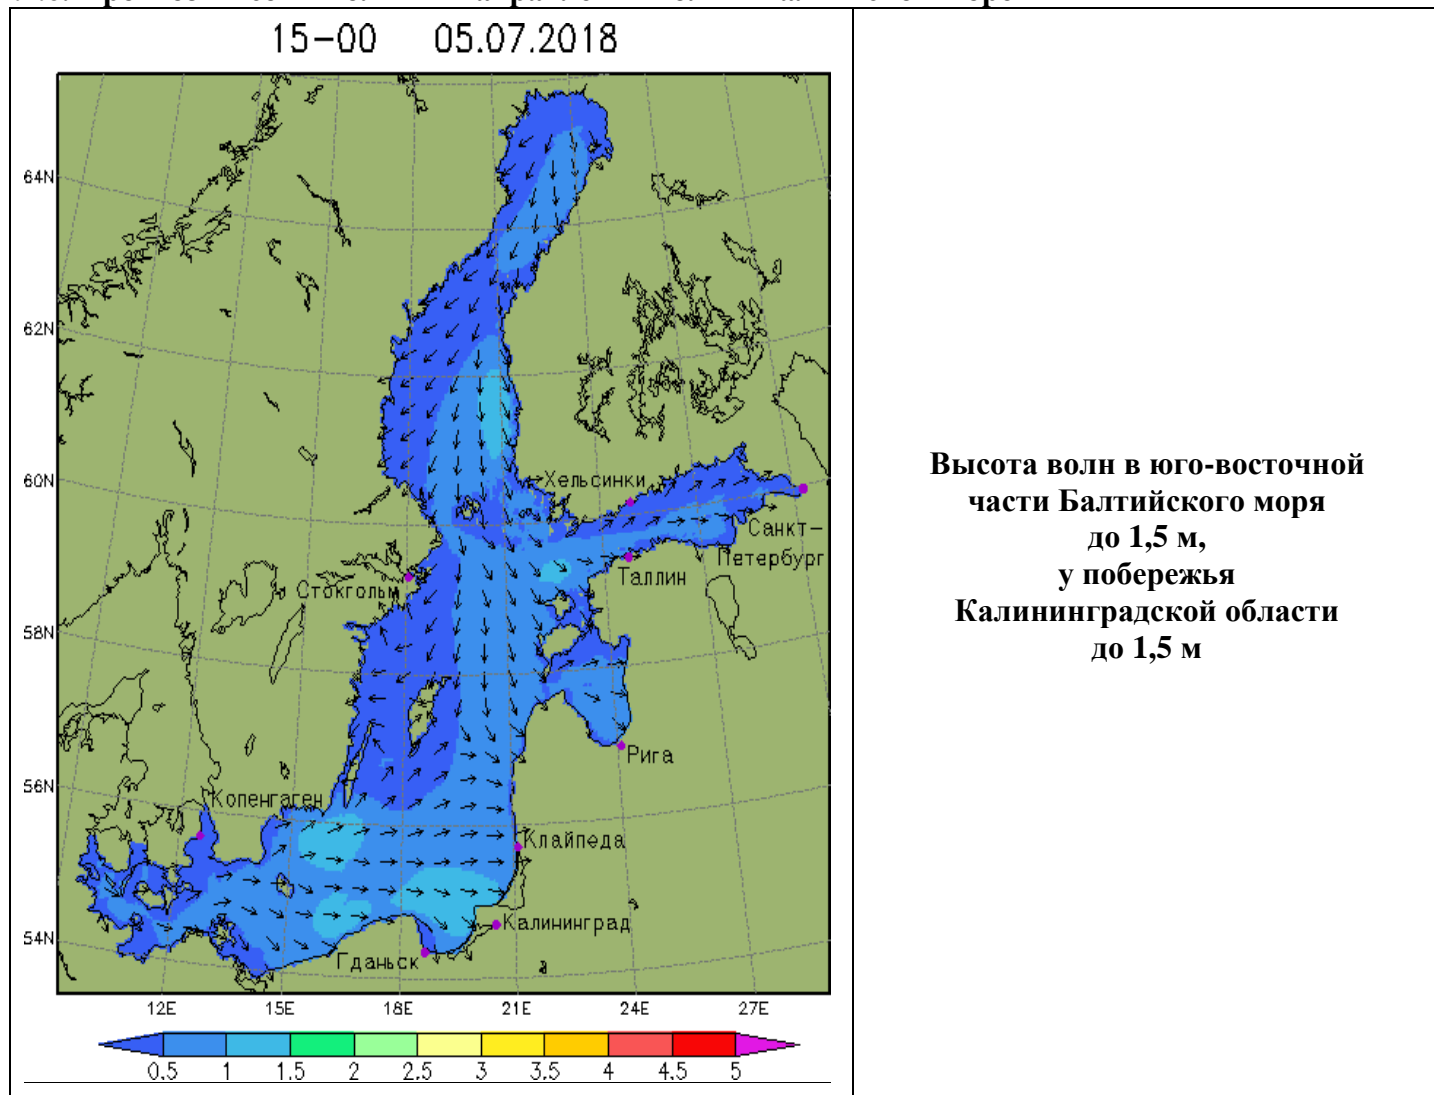 15-00 05.07.2018
64N
62N
60N
58N
56N
54N
12E 15E 18E 21E 24E 27E
Хельсинки
Санкт-
Петербург
Таллин
Стокгольм
Рига
Копенгаген
Клайпеда
Калининград
Гданьск
0.5 1 1.5 2 2.5 3 3.5 4 4.5 5
Высота волн в юго-восточной
части Балтийского моря
до 1,5 м,
у побережья
Калининградской области
до 1,5 м